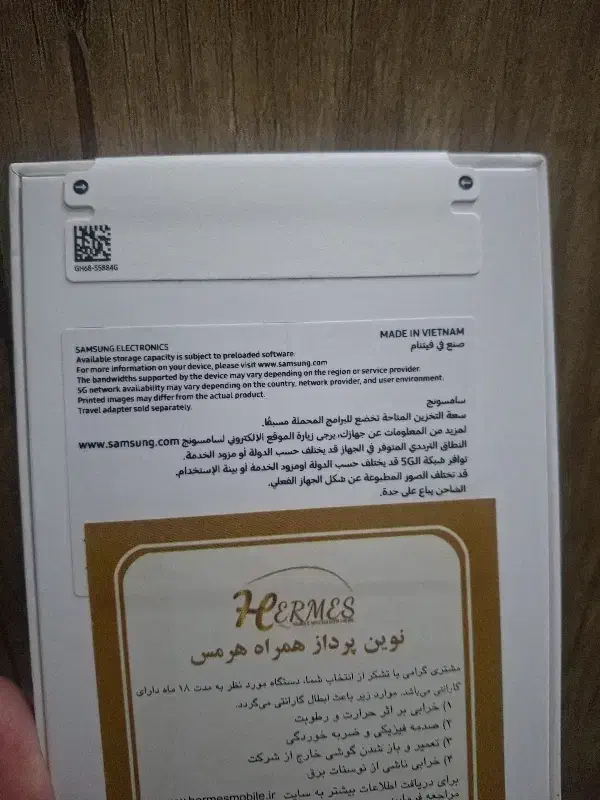 GH68-55884G
MADE IN VIETNAM
صنع في فيتنام
SAMSUNG ELECTRONICS
Available storage capacity is subject to preloaded software.
For more information on your device, please visit www.samsung.com
The bandwidths supported by the device may vary depending on the region or service provider.
5G network availability may vary depending on the country, network provider, and user environment.
Printed images may differ from the actual product.
Travel adapter sold separately.
سامسونج
سعة التخزين المتاحة تخضع للبرامج المحملة مسبقًا.
لمزيد من المعلومات عن جهازك، يرجى زيارة الموقع الإلكتروني لسامسونج www.samsung.com
النطاق الترددي المتوفر في الجهاز قد يختلف حسب الدولة أو مزود الخدمة.
توافر شبكة الـ5G قد يختلف حسب الدولة اومزود الخدمة أو بيئة الإستخدام.
قد تختلف الصور المطبوعة عن شكل الجهاز الفعلي.
الشاحن يباع على حدة.
HERMES
نوین پرداز همراه هرمس
مشتری گرامی با تشکر از انتخاب شما، دستگاه مورد نظر به مدت ۱۸ ماه دارای
گارانتی می‌باشد. موارد زیر باعث ابطال گارانتی می‌گردد.
۱) خرابی بر اثر حرارت و رطوبت
۲) صدمه فیزیکی و ضربه خوردگی
۳) تعمیر و باز شدن گوشی خارج از شرکت
۴) خرابی ناشی از نوسانات برق
برای دریافت اطلاعات بیشتر به سایت www.hermesmobile.ir
مراجعه فرمایید